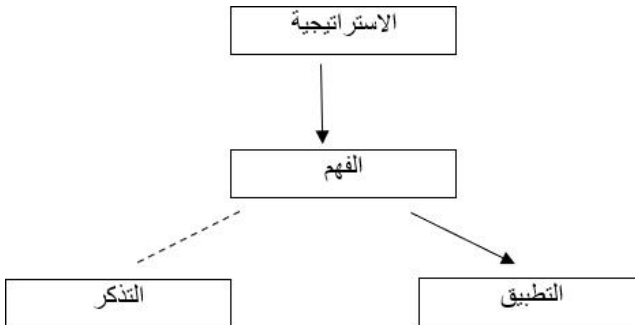 الاستراتيجية
الفهم
التطبيق
التذكر